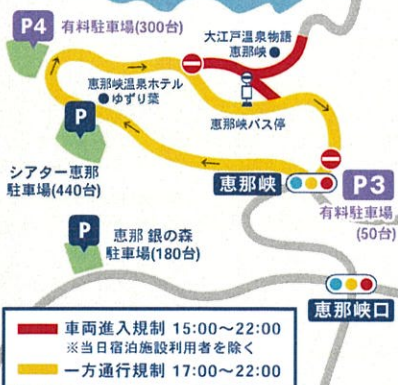 P4 有料駐車場(300台)
大江戸温泉物語
恵那峡
恵那峡温泉ホテル
ゆずり葉
恵那峡バス停
P
シアター恵那
駐車場(440台)
恵那峡
P3
有料駐車場
(50台)
P
恵那 銀の森
駐車場(180台)
恵那峡口
車両進入規制 15:00〜22:00
※当日宿泊施設利用者を除く
一方通行規制 17:00〜22:00